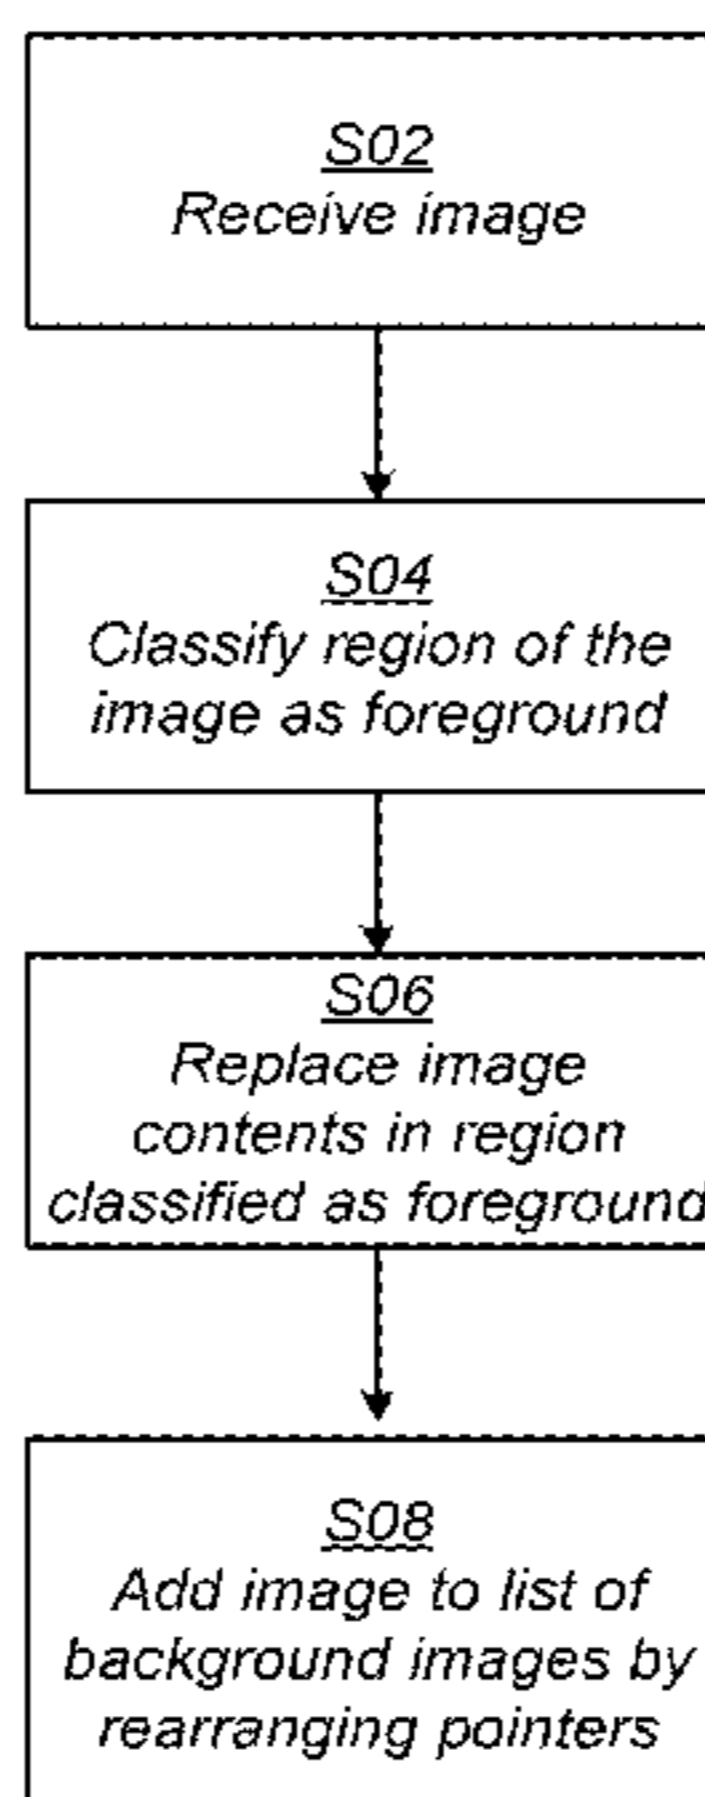 S02
Receive image
S04
Classify region of the
image as foreground
S06
Replace image
contents in region
classified as foreground
S08
Add image to list of
background images by
rearranging pointers